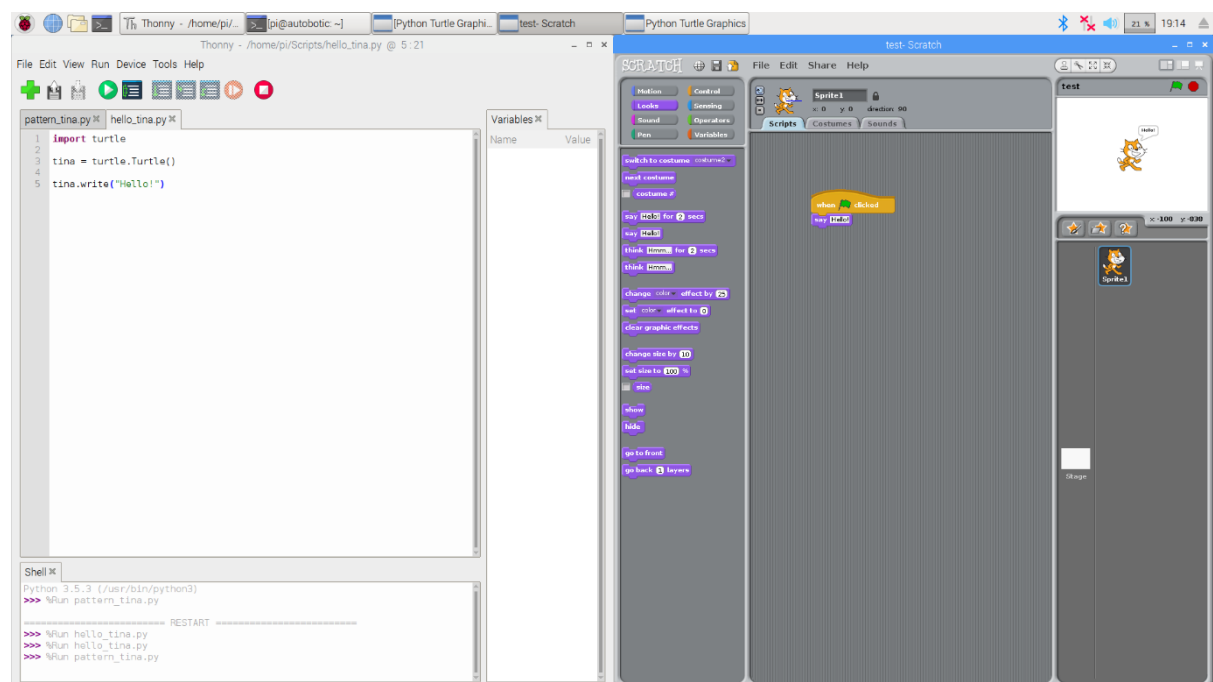 Thonny - /home/pi/...
[pi@autobotic: ~]
[Python Turtle Graphi...
test- Scratch
Python Turtle Graphics
21 %
19:14
Thonny - /home/pi/Scripts/hello_tina.py @ 5:21
File Edit View Run Device Tools Help
pattern_tina.py
hello_tina.py
1 import turtle
2
3 tina = turtle.Turtle()
4
5 tina.write("Hello!")
Variables
Name Value
Shell
Python 3.5.3 (/usr/bin/python3)
>>> %Run pattern_tina.py
========================= RESTART =========================
>>> %Run hello_tina.py
>>> %Run hello_tina.py
>>> %Run pattern_tina.py
test- Scratch
SCRATCH
File Edit Share Help
Motion Control
Looks Sensing
Sound Operators
Pen Variables
switch to costume costume2
next costume
costume #
say Hello! for 2 secs
say Hello!
think Hmm... for 2 secs
think Hmm...
change color effect by 25
set color effect to 0
clear graphic effects
change size by 10
set size to 100 %
size
show
hide
go to front
go back 1 layers
Sprite1
x: 0 y: 0 direction: 90
Scripts Costumes Sounds
when clicked
say Hello!
test
Hello!
x: -100 y: -030
Sprite1
Stage